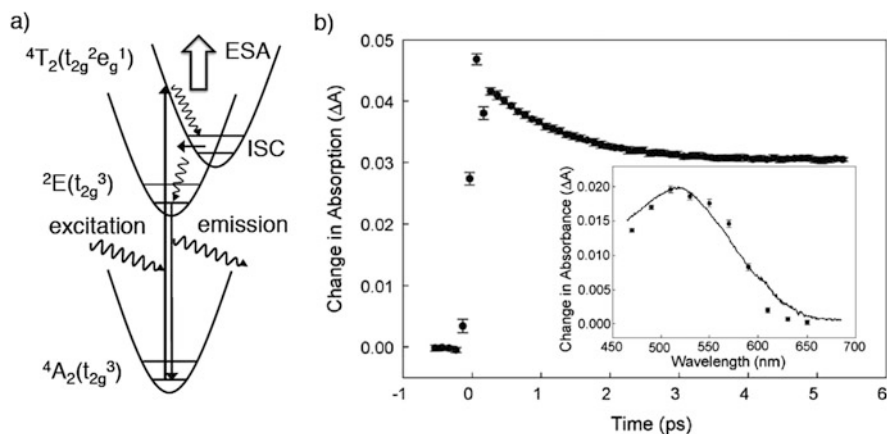 a)
⁴T₂(t₂g²eg¹)
ESA
ISC
²E(t₂g³)
excitation
emission
⁴A₂(t₂g³)
b)
Change in Absorption (ΔA)
0.05
0.04
0.03
0.02
0.01
0.00
-1
0
1
2
3
4
5
6
Time (ps)
Change in Absorbance (ΔA)
0.020
0.015
0.010
0.005
0.000
450
500
550
600
650
700
Wavelength (nm)